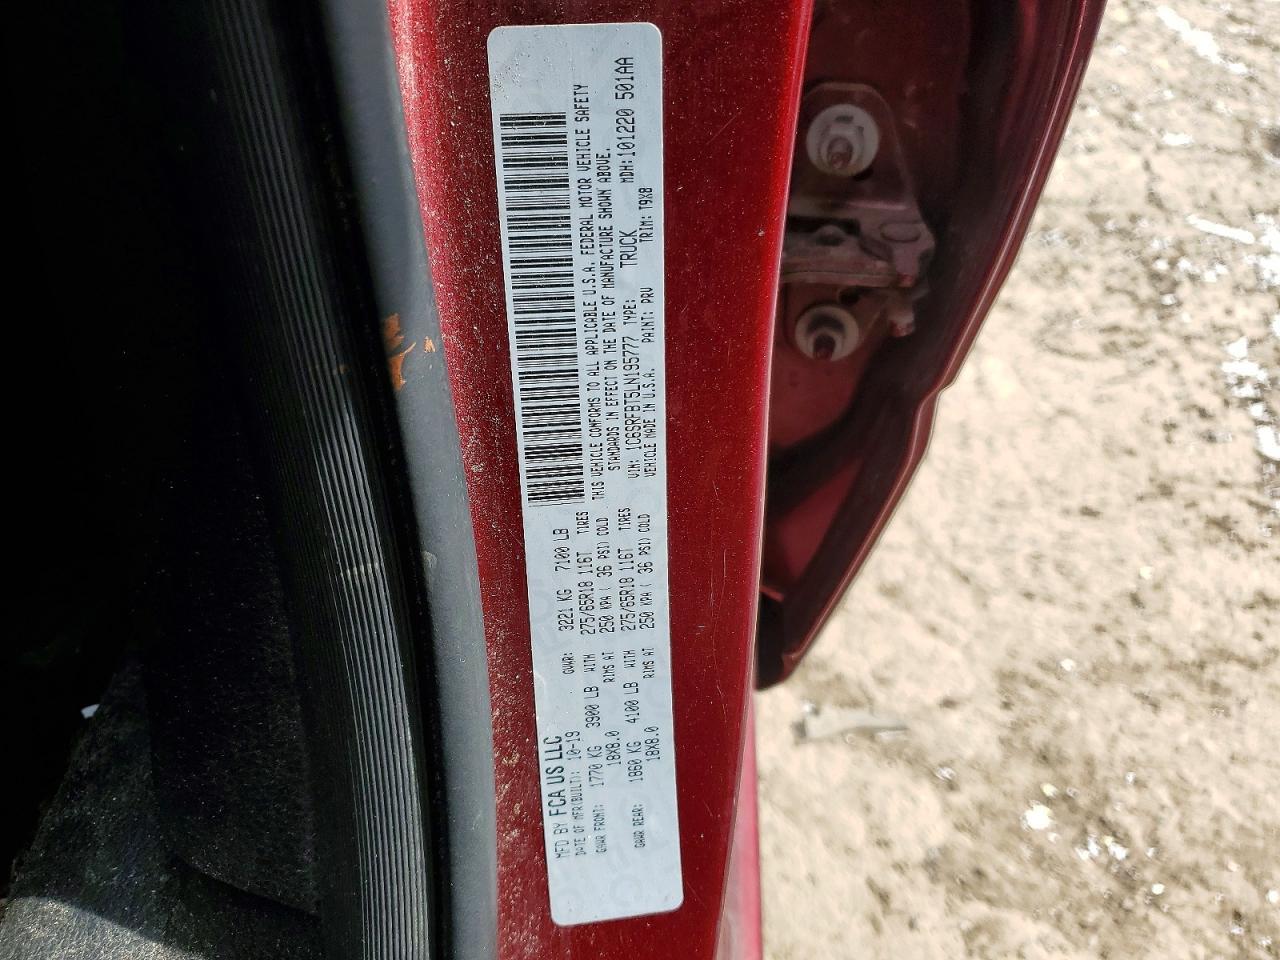 MFD BY FCA US LLC
DATE OF MFR(BUILT): 10-19 GVWR: 3221 KG 7100 LB
GAWR FRONT: 1770 KG 3900 LB WITH 275/65R18 116T TIRES
18X8.0 RIMS AT 250 KPA ( 36 PSI) COLD
GAWR REAR: 1860 KG 4100 LB WITH 275/65R18 116T TIRES
18X8.0 RIMS AT 250 KPA ( 36 PSI) COLD
THIS VEHICLE CONFORMS TO ALL APPLICABLE U.S.A. FEDERAL MOTOR VEHICLE SAFETY
STANDARDS IN EFFECT ON THE DATE OF MANUFACTURE SHOWN ABOVE.
VIN: 1C6SRFBT5LN195777 TYPE: TRUCK MDH:101220 501AA
VEHICLE MADE IN U.S.A. PAINT: PRV TRIM: T9X8